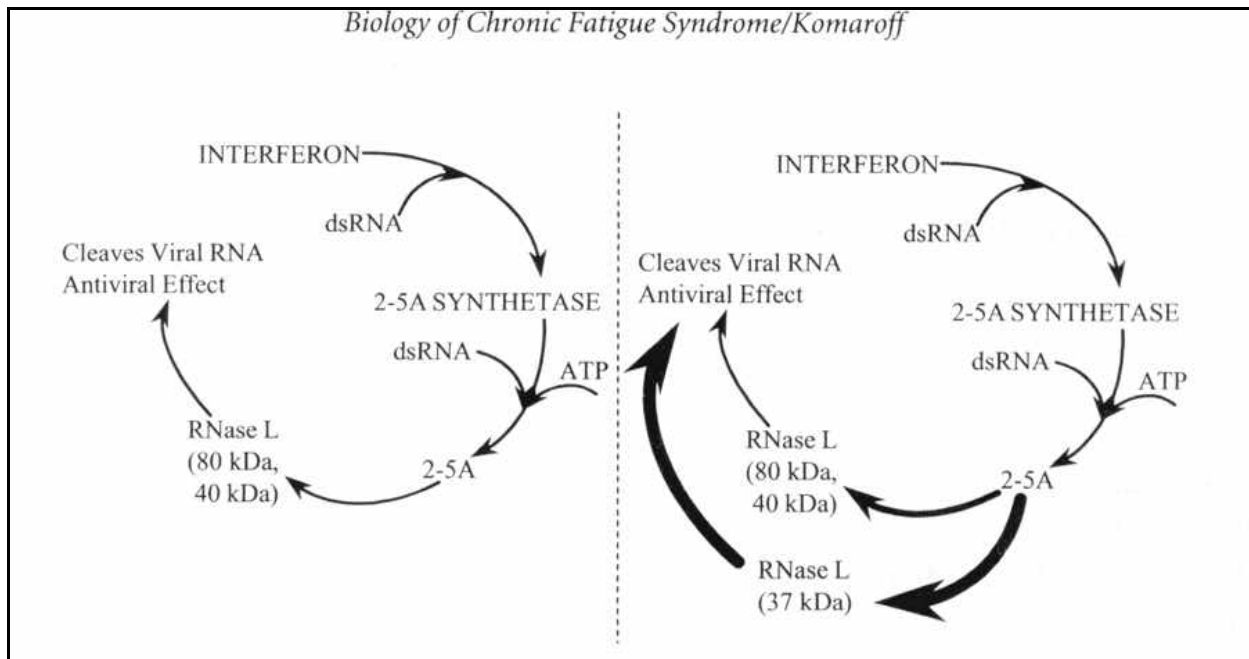 Biology of Chronic Fatigue Syndrome/Komaroff
INTERFERON
dsRNA
Cleaves Viral RNA
Antiviral Effect
2-5A SYNTHETASE
dsRNA
ATP
RNase L
(80 kDa,
40 kDa)
2-5A
INTERFERON
dsRNA
Cleaves Viral RNA
Antiviral Effect
2-5A SYNTHETASE
dsRNA
ATP
RNase L
(80 kDa,
40 kDa)
2-5A
RNase L
(37 kDa)